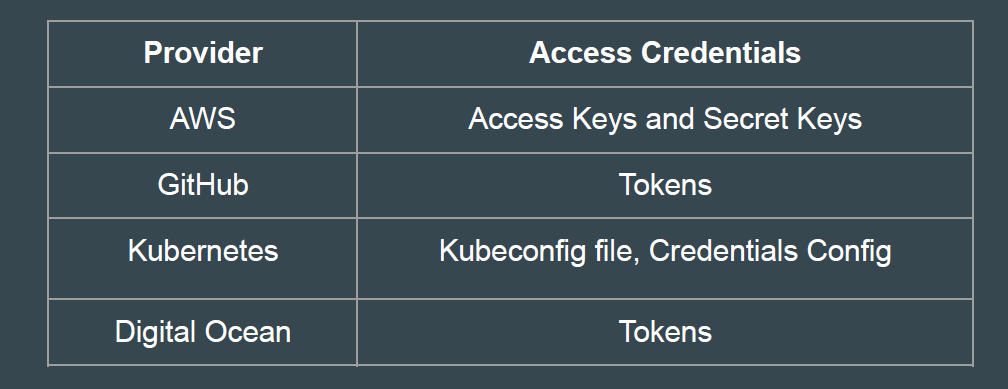 Provider
Access Credentials
AWS
Access Keys and Secret Keys
GitHub
Tokens
Kubernetes
Kubeconfig file, Credentials Config
Digital Ocean
Tokens